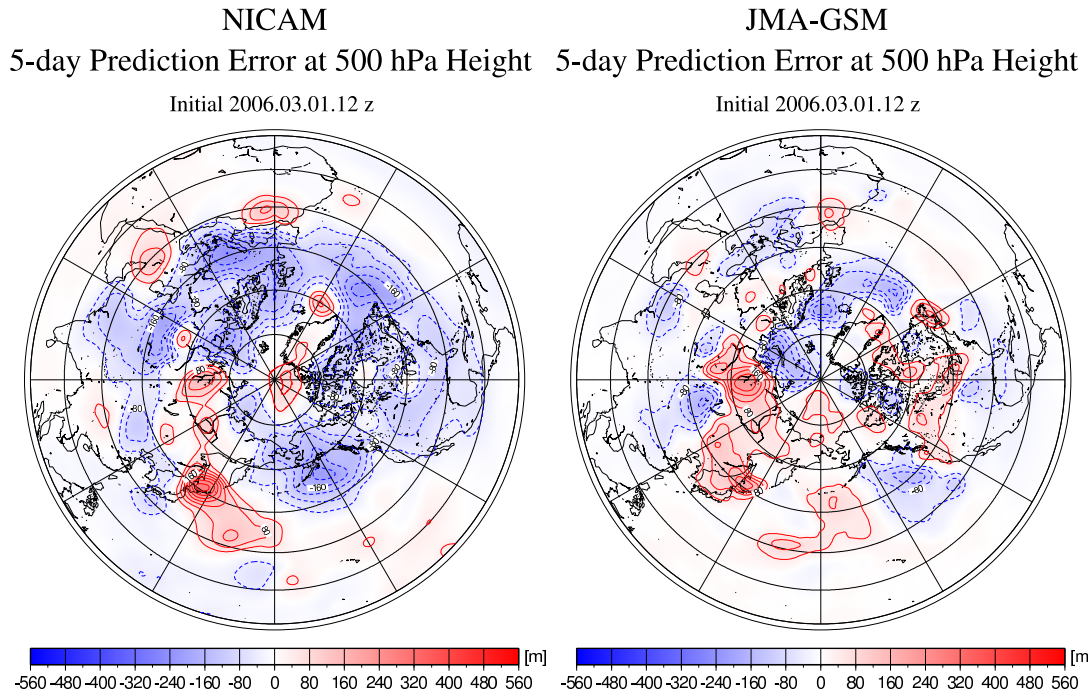 NICAM
5-day Prediction Error at 500 hPa Height
Initial 2006.03.01.12 z
-560 -480 -400 -320 -240 -160 -80 0 80 160 240 320 400 480 560 [m]
JMA-GSM
5-day Prediction Error at 500 hPa Height
Initial 2006.03.01.12 z
-560 -480 -400 -320 -240 -160 -80 0 80 160 240 320 400 480 560 [m]